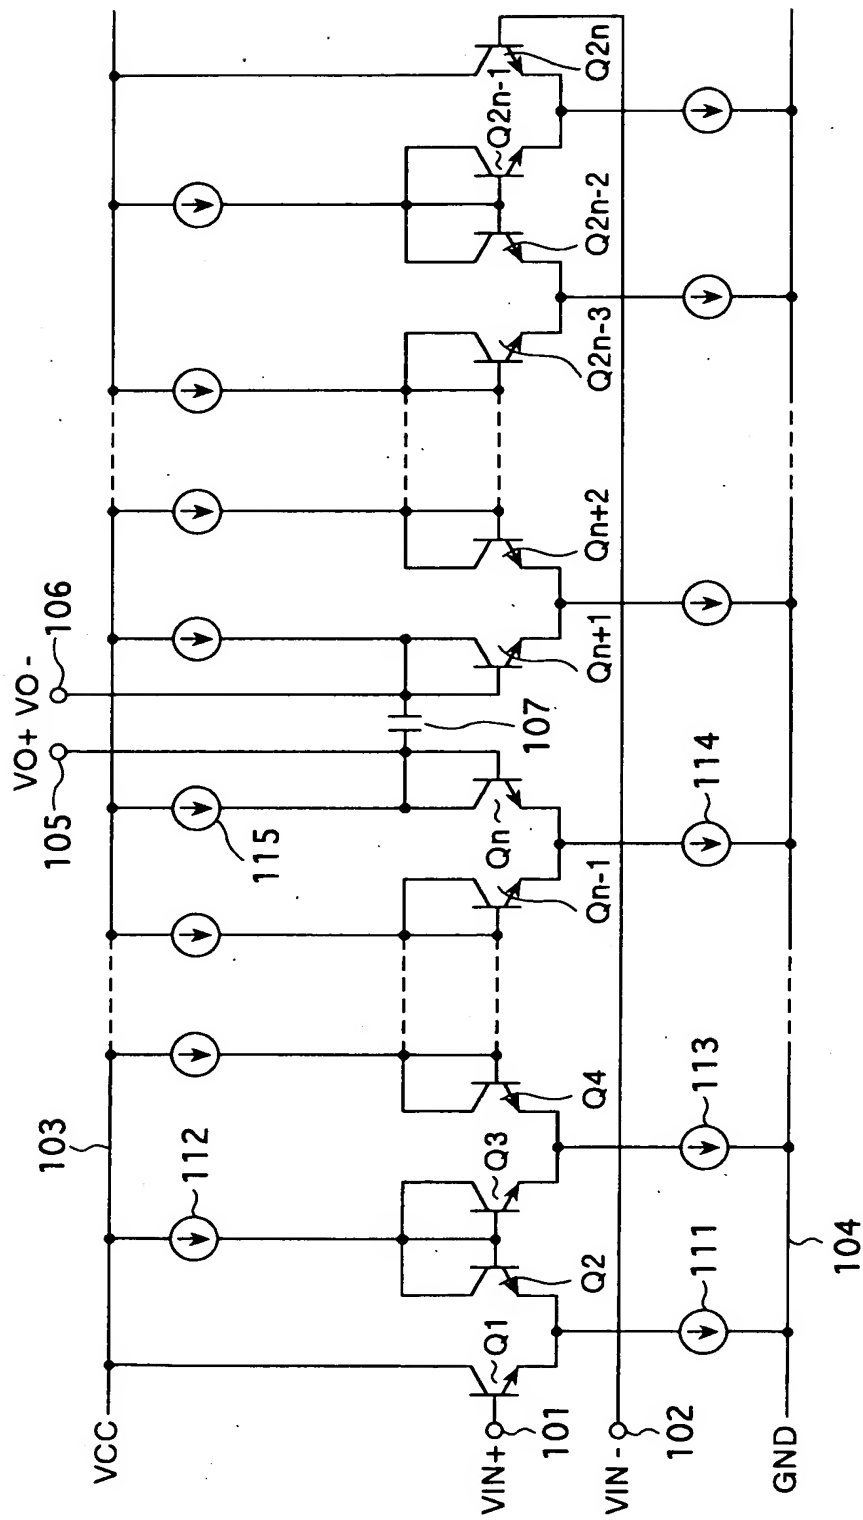 VO+ VO -
105
106
103
VCC
112
115
107
VIN+
101
Q1
Q2
Q3
Q4
Qn-1
Qn
Qn+1
Qn+2
Q2n-3
Q2n-2
Q2n-1
Q2n
VIN -
102
111
113
114
GND
104